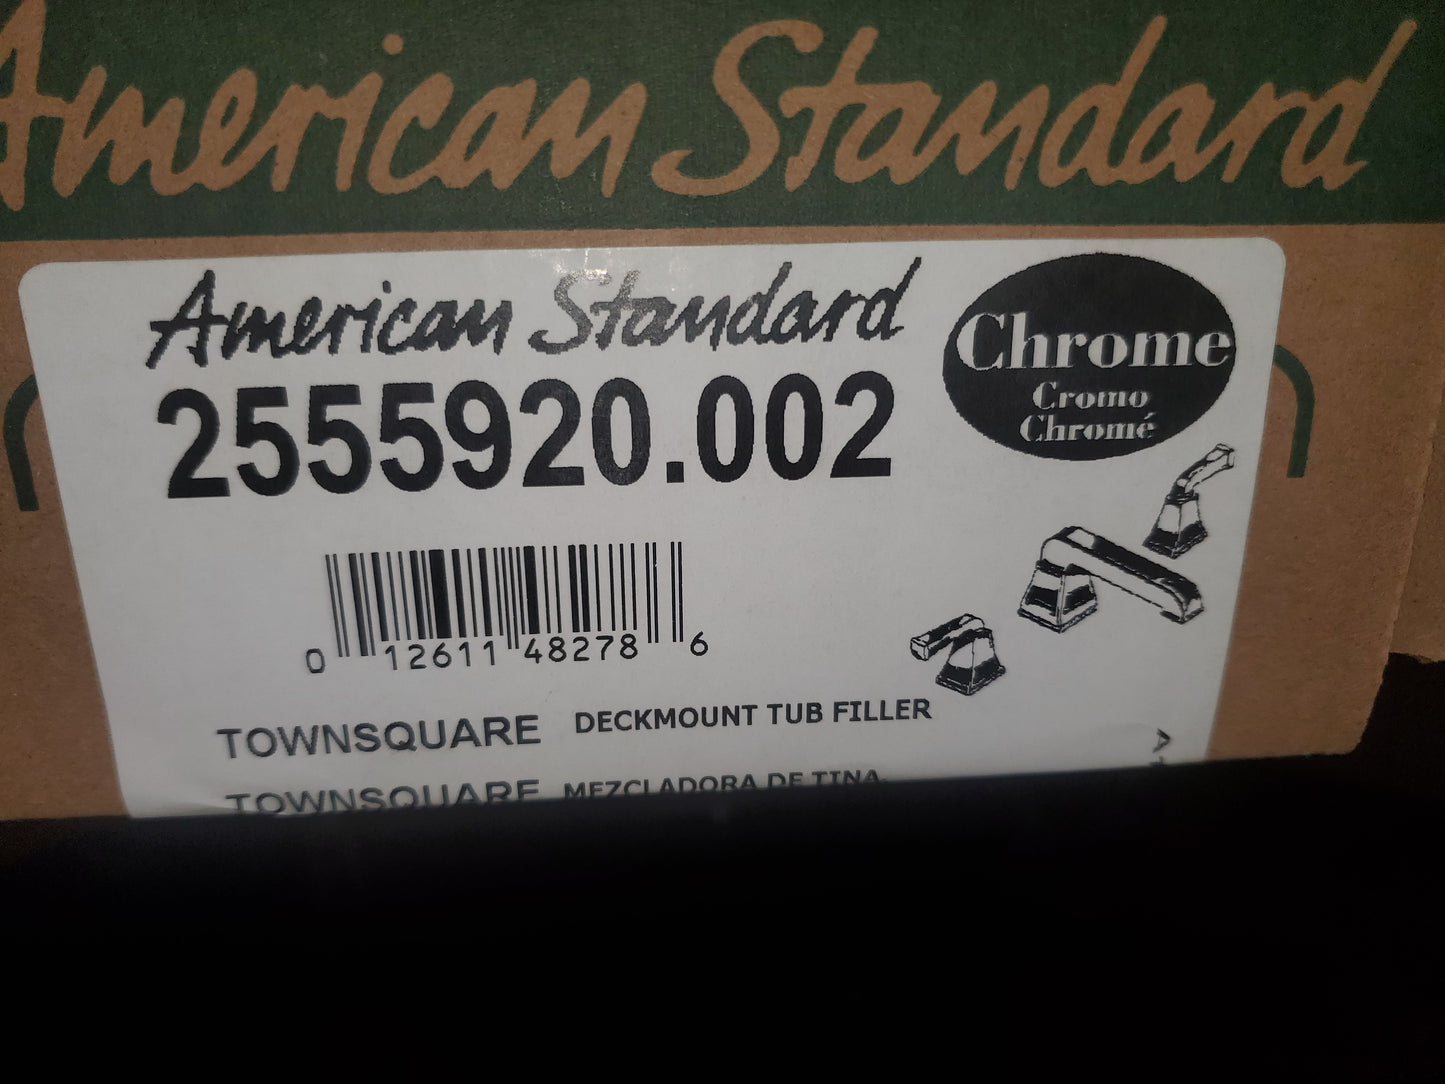 American Standard
American Standard
2555920.002
Chrome
Cromo
Chromé
0 12611 48278 6
TOWNSQUARE DECKMOUNT TUB FILLER
TOWNSQUARE MEZCLADORA DE TINA,